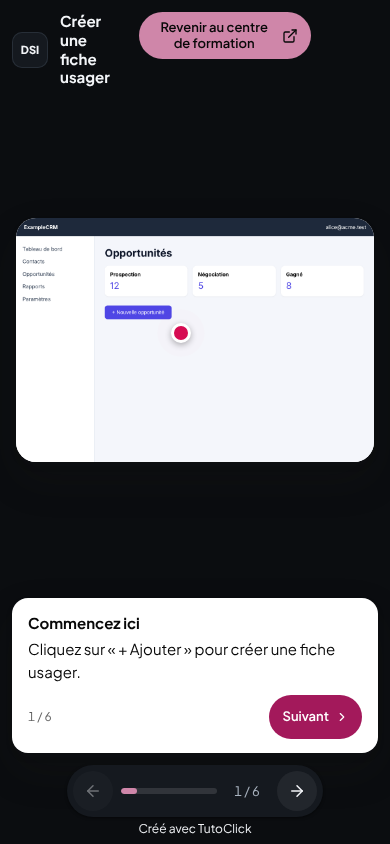 DSI
Créer
une
fiche
usager
Revenir au centre
de formation
ExampleCRM
alice@acme.test
Tableau de bord
Contacts
Opportunités
Rapports
Paramètres
Opportunités
Prospection
12
Négociation
5
Gagné
8
+ Nouvelle opportunité
Commencez ici
Cliquez sur « + Ajouter » pour créer une fiche
usager.
1 / 6
Suivant
1 / 6
Créé avec TutoClick